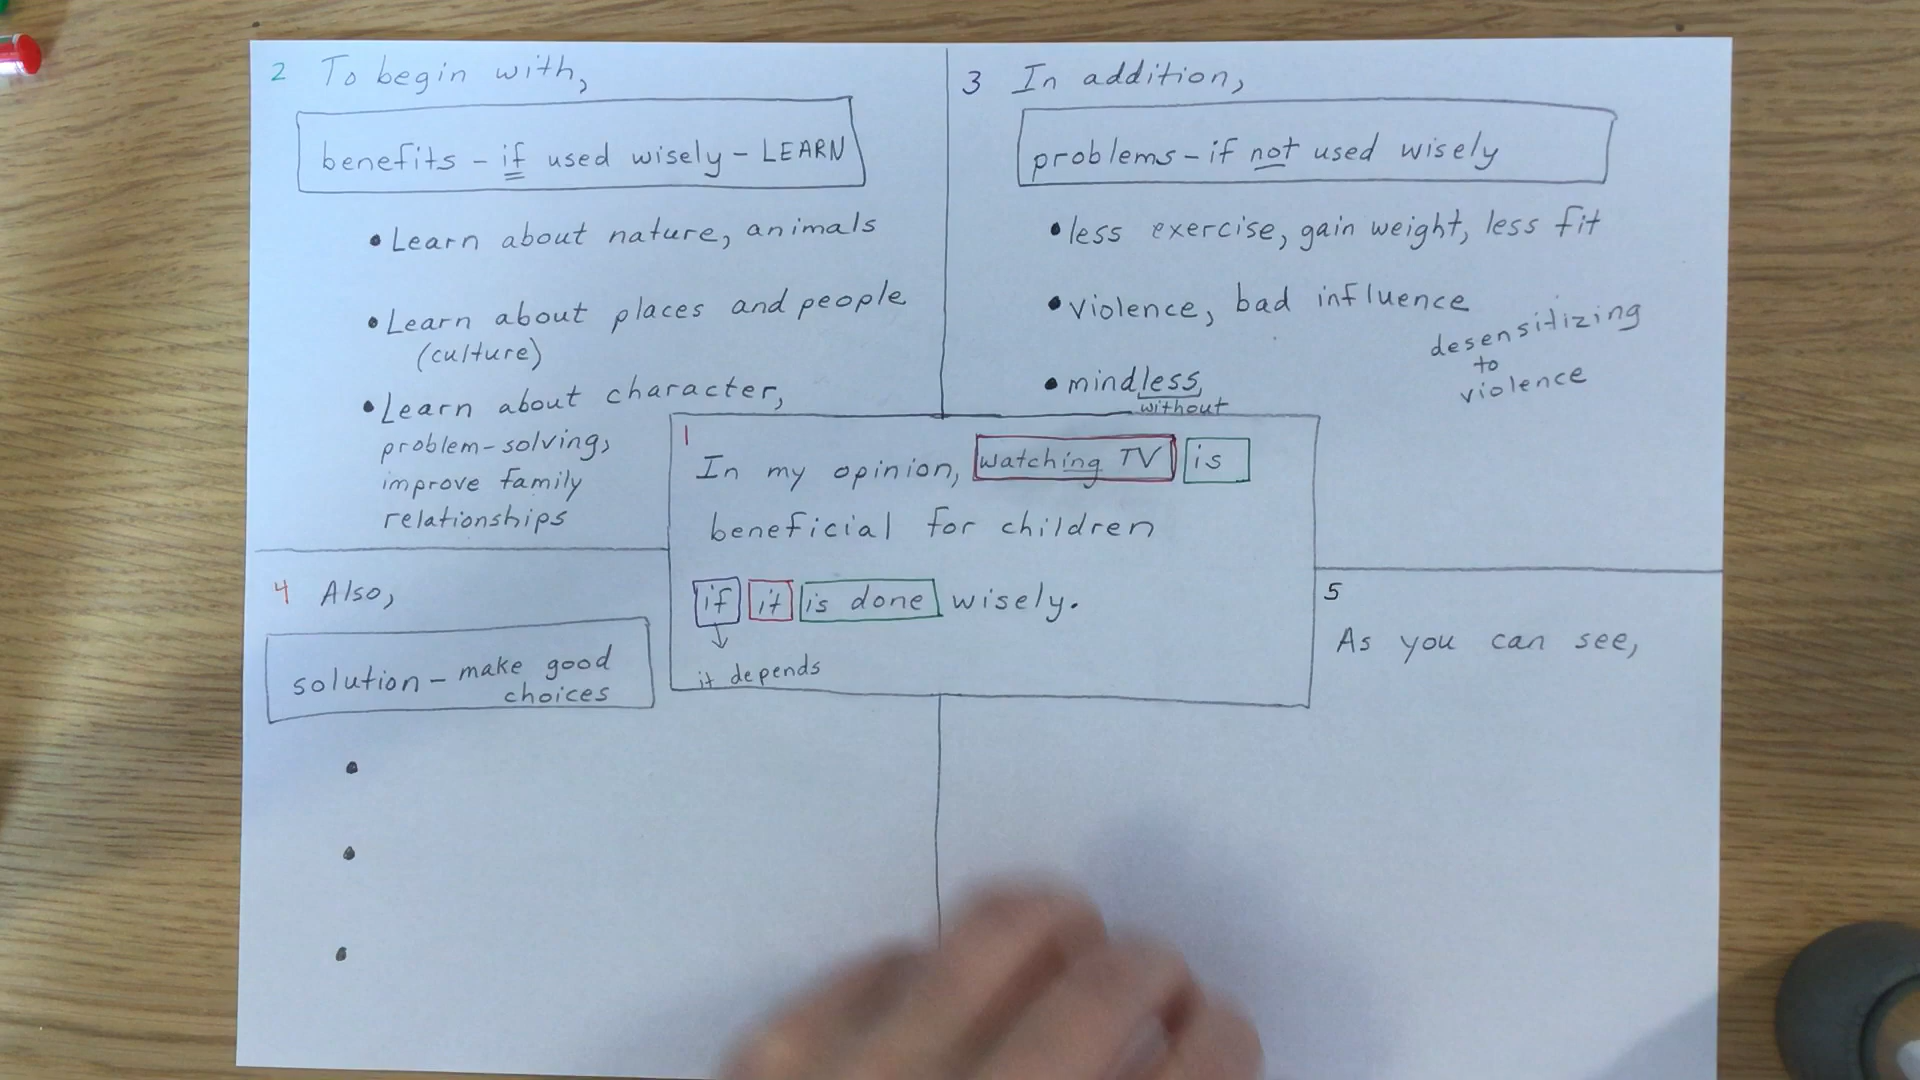 2 To begin with,
benefits - if used wisely - LEARN
• Learn about nature, animals
• Learn about places and people
(culture)
• Learn about character,
problem-solving,
improve family
relationships
3 In addition,
problems - if not used wisely
• less exercise, gain weight, less fit
• violence, bad influence
desensitizing
to
violence
• mindless,
without
1
In my opinion, watching TV is
beneficial for children
if it is done wisely.
it depends
4 Also,
solution - make good
choices
•
•
•
5
As you can see,